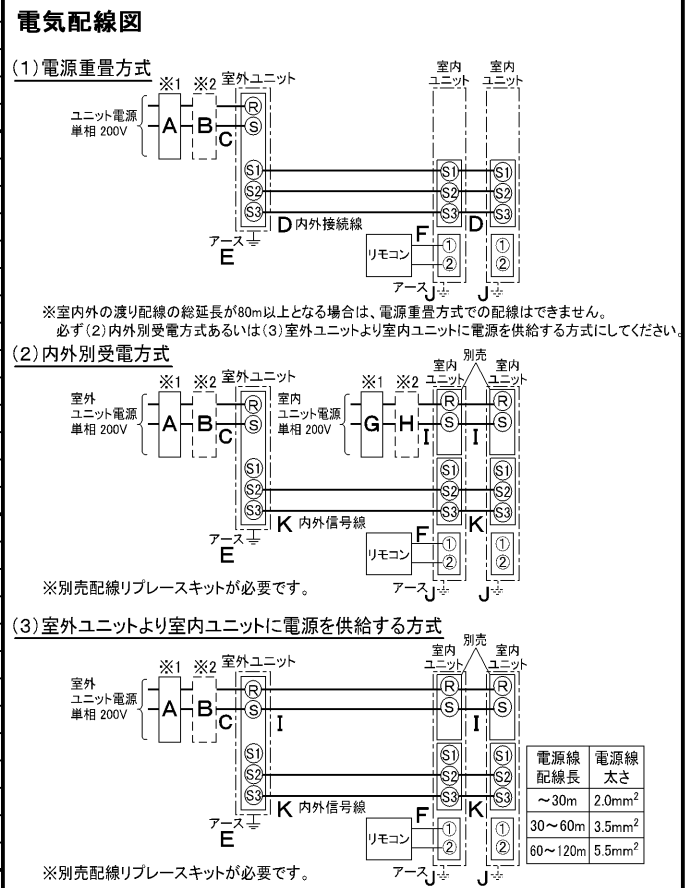 電気配線図
(1)電源重畳方式
※1 ※2 室外ユニット
室内ユニット 室内ユニット
ユニット電源
単相 200V
A B C
R
S
S1 S1 S1
S2 S2 S2
S3 S3 S3
D 内外接続線 F D
アース
E
リモコン
① ①
② ②
アース J J
※室内外の渡り配線の総延長が80m以上となる場合は、電源重畳方式での配線はできません。
必ず(2)内外別受電方式あるいは(3)室外ユニットより室内ユニットに電源を供給する方式にしてください。
(2)内外別受電方式
別売
※1 ※2 室外ユニット ※1 ※2 室内ユニット 室内ユニット
室外
ユニット電源
単相 200V
A B C
室内
ユニット電源
単相 200V
G H I I
R R R
S S S
S1 S1 S1
S2 S2 S2
S3 S3 S3
K 内外信号線 F K
アース
E
リモコン
① ①
② ②
アース J J
※別売配線リプレースキットが必要です。
(3)室外ユニットより室内ユニットに電源を供給する方式
別売
※1 ※2 室外ユニット 室内ユニット 室内ユニット
室外
ユニット電源
単相 200V
A B C I I
R R R
S S S
S1 S1 S1
S2 S2 S2
S3 S3 S3
K 内外信号線 F K
アース
E
リモコン
① ①
② ②
アース J J
※別売配線リプレースキットが必要です。
電源線配線長 電源線太さ
～30m 2.0mm²
30～60m 3.5mm²
60～120m 5.5mm²